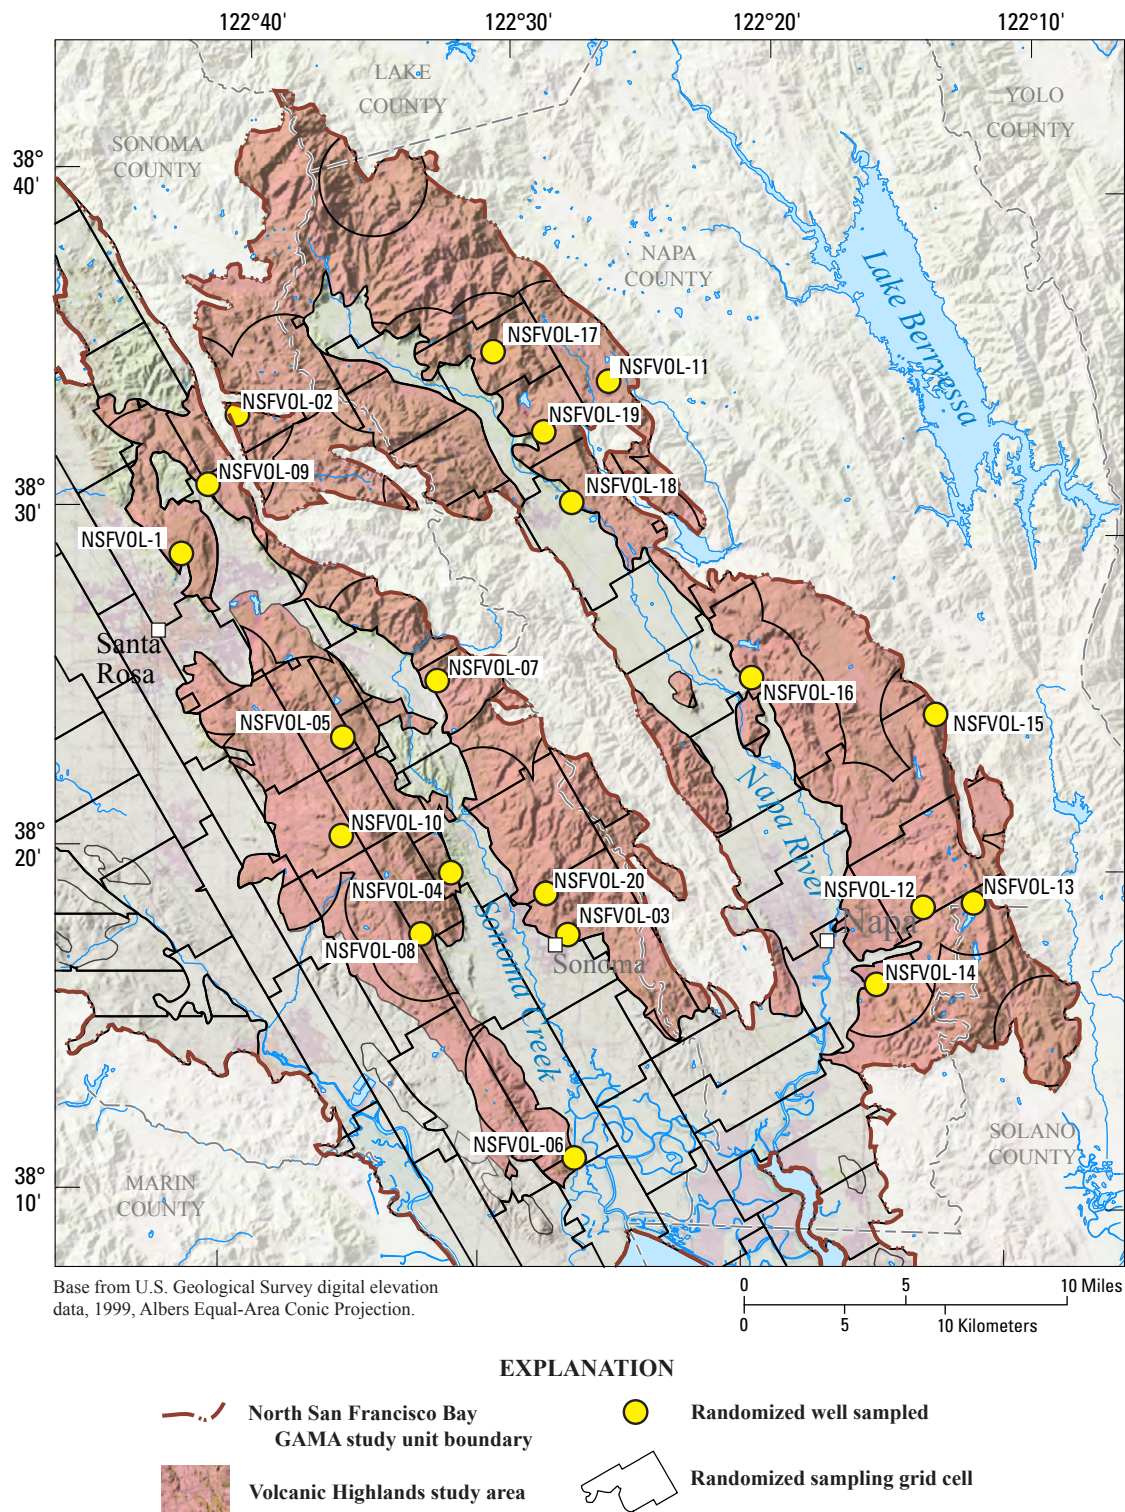 122°40' 122°30' 122°20' 122°10'
LAKE
COUNTY
YOLO
COUNTY
SONOMA
COUNTY
38°
40'
NAPA
COUNTY
Lake Berryessa
NSFVOL-17
NSFVOL-11
NSFVOL-02
NSFVOL-19
NSFVOL-09
NSFVOL-18
38°
30'
NSFVOL-1
Santa
Rosa
NSFVOL-07
NSFVOL-16
NSFVOL-05
NSFVOL-15
Napa River
38°
20'
NSFVOL-10
NSFVOL-04
NSFVOL-20
NSFVOL-12
NSFVOL-13
NSFVOL-03
Napa
NSFVOL-08
Sonoma
NSFVOL-14
Sonoma Creek
NSFVOL-06
SOLANO
COUNTY
38°
10'
MARIN
COUNTY
Base from U.S. Geological Survey digital elevation
data, 1999, Albers Equal-Area Conic Projection.
0 5 10 Miles
0 5 10 Kilometers
EXPLANATION
North San Francisco Bay
GAMA study unit boundary
Randomized well sampled
Volcanic Highlands study area
Randomized sampling grid cell